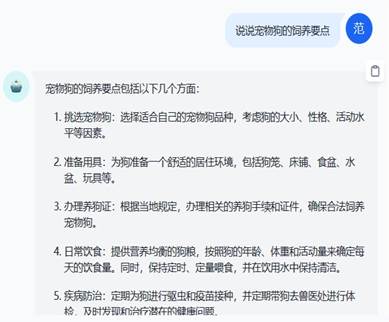 说说宠物狗的饲养要点
范
宠物狗的饲养要点包括以下几个方面：
1. 挑选宠物狗：选择适合自己的宠物狗品种，考虑狗的大小、性格、活动水
平等因素。
2. 准备用具：为狗准备一个舒适的居住环境，包括狗笼、床铺、食盆、水
盆、玩具等。
3. 办理养狗证：根据当地规定，办理相关的养狗手续和证件，确保合法饲养
宠物狗。
4. 日常饮食：提供营养均衡的狗粮，按照狗的年龄、体重和活动量来确定每
天的饮食量。同时，保持定时、定量喂食，并在饮用水中保持清洁。
5. 疾病防治：定期为狗进行驱虫和疫苗接种，并定期带狗去兽医处进行体
检，及时发现和治疗潜在的健康问题。